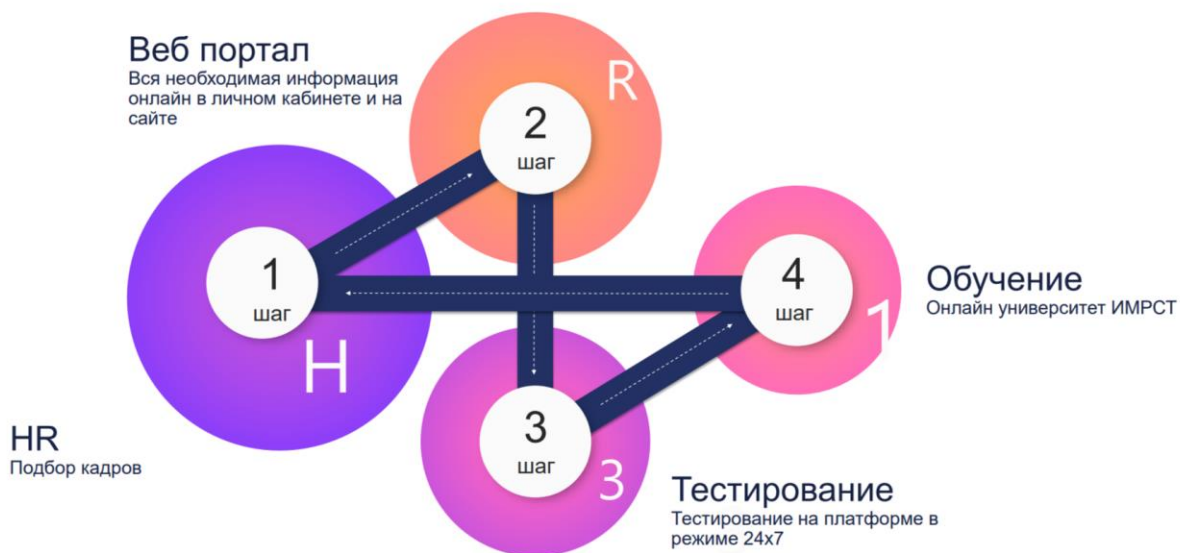 Веб портал
Вся необходимая информация
онлайн в личном кабинете и на
сайте
R
2
шаг
1
шаг
H
4
шаг
1
Обучение
Онлайн университет ИМРСТ
HR
Подбор кадров
3
шаг
3
Тестирование
Тестирование на платформе в
режиме 24x7